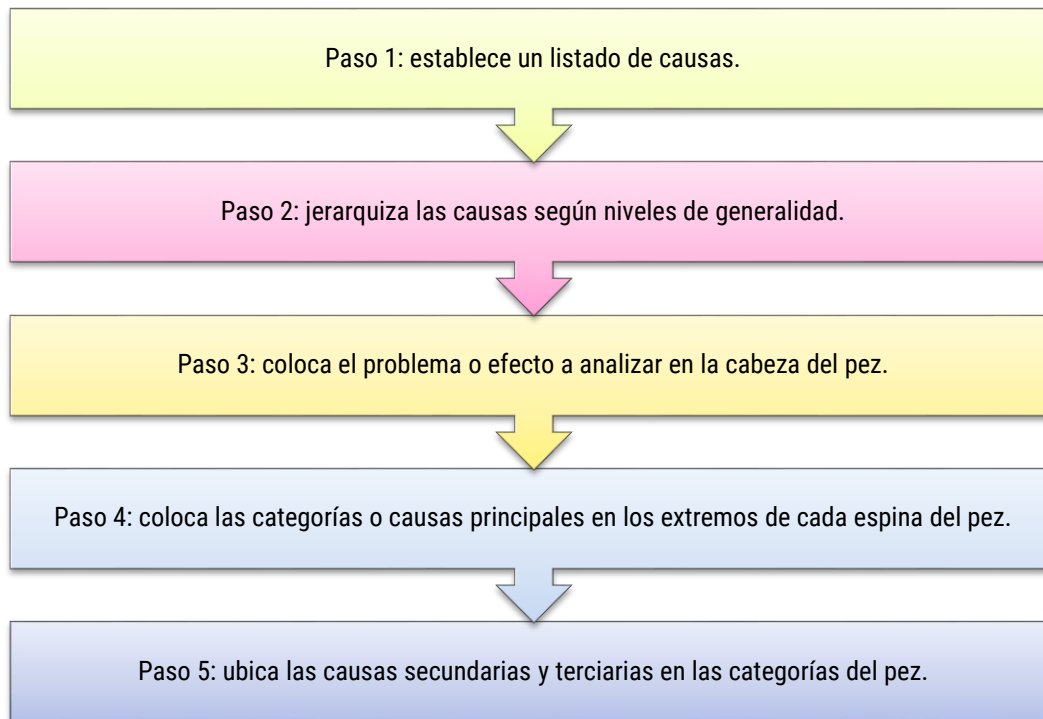 Paso 1: establece un listado de causas.
Paso 2: jerarquiza las causas según niveles de generalidad.
Paso 3: coloca el problema o efecto a analizar en la cabeza del pez.
Paso 4: coloca las categorías o causas principales en los extremos de cada espina del pez.
Paso 5: ubica las causas secundarias y terciarias en las categorías del pez.